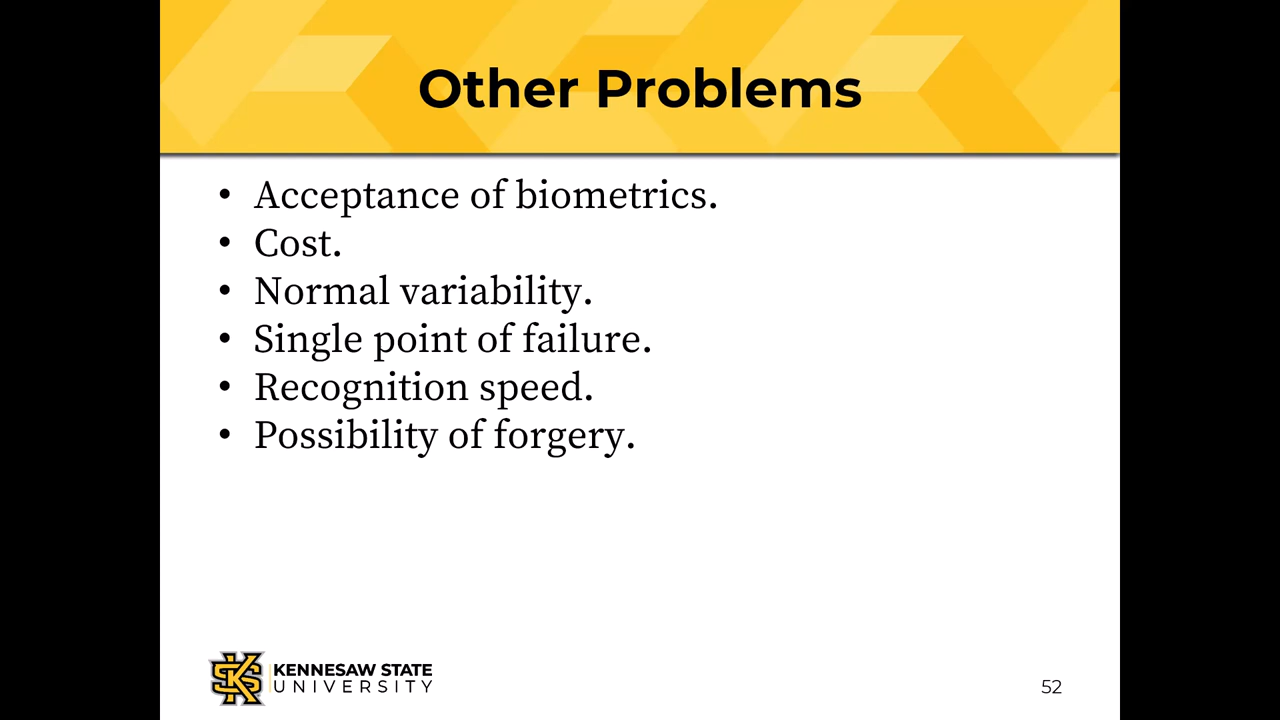 Other Problems
• Acceptance of biometrics.
• Cost.
• Normal variability.
• Single point of failure.
• Recognition speed.
• Possibility of forgery.
KS
KENNESAW STATE
UNIVERSITY
52